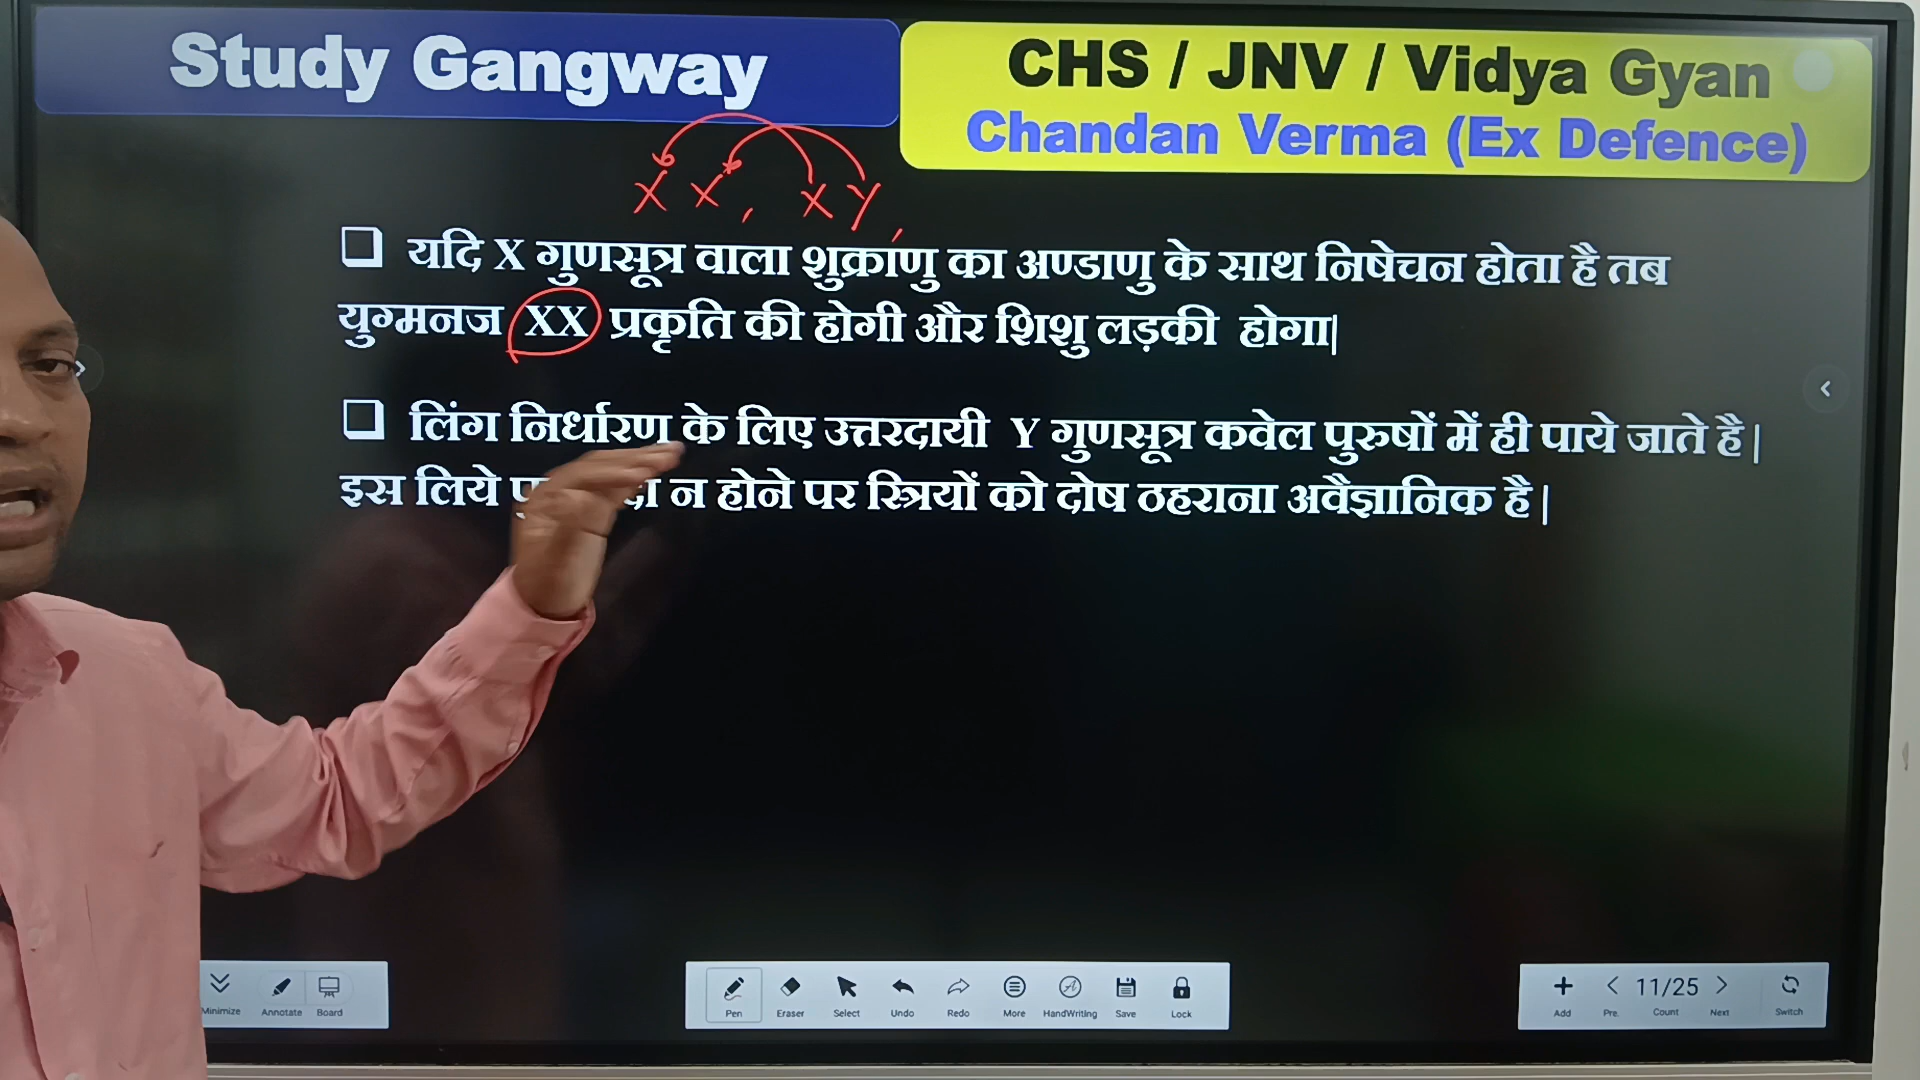 Study Gangway
CHS / JNV / Vidya Gyan
Chandan Verma (Ex Defence)
X X, X Y,
यदि X गुणसूत्र वाला शुक्राणु का अण्डाणु के साथ निषेचन होता है तब
युग्मनज XX प्रकृति की होगी और शिशु लड़की होगा|
लिंग निर्धारण के लिए उत्तरदायी Y गुणसूत्र कवेल पुरुषों में ही पाये जाते है|
इस लिये न होने पर स्त्रियों को दोष ठहराना अवैज्ञानिक है|
Minimize Annotate Board
Pen Eraser Select Undo Redo More HandWriting Save Lock
11/25
Add Pre. Count Next Switch